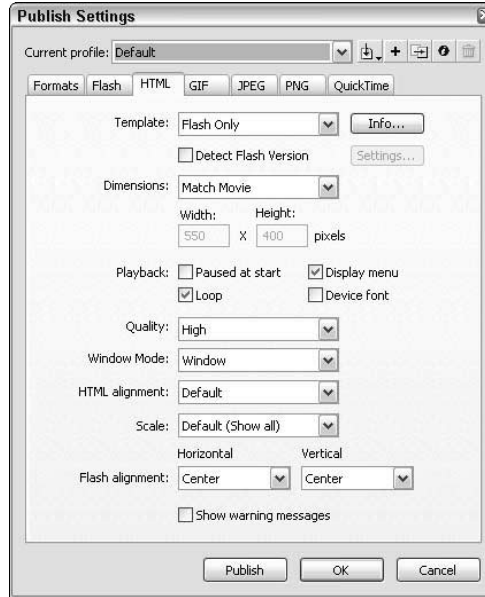 Publish Settings
Current profile: Default
Formats Flash HTML GIF JPEG PNG QuickTime
Template: Flash Only Info...
Detect Flash Version Settings...
Dimensions: Match Movie
Width: Height:
550 X 400 pixels
Playback: Paused at start Display menu
Loop Device font
Quality: High
Window Mode: Window
HTML alignment: Default
Scale: Default (Show all)
Horizontal Vertical
Flash alignment: Center Center
Show warning messages
Publish OK Cancel